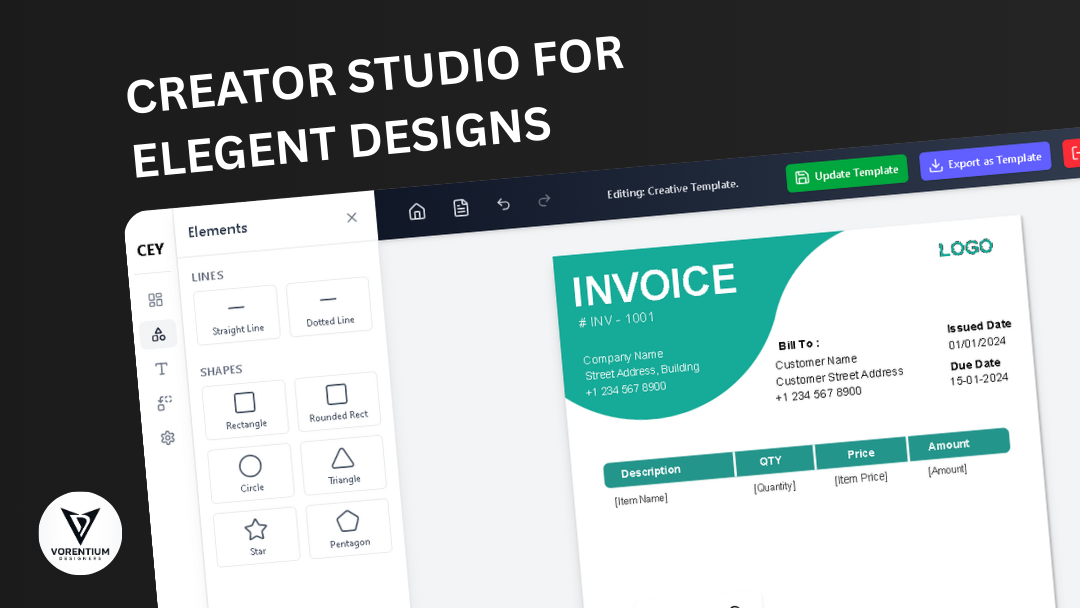 CREATOR STUDIO FOR
ELEGENT DESIGNS
CEY
Elements
LINES
Straight Line
Dotted Line
SHAPES
Rectangle
Rounded Rect
Circle
Triangle
Star
Pentagon
Editing: Creative Template.
Update Template
Export as Template
INVOICE
# INV - 1001
Company Name
Street Address, Building
+1 234 567 8900
LOGO
Bill To :
Customer Name
Customer Street Address
+1 234 567 8900
Issued Date
01/01/2024
Due Date
15-01-2024
Description QTY Price Amount
[Item Name] [Quantity] [Item Price] [Amount]
VORENTIUM
DESIGNERS